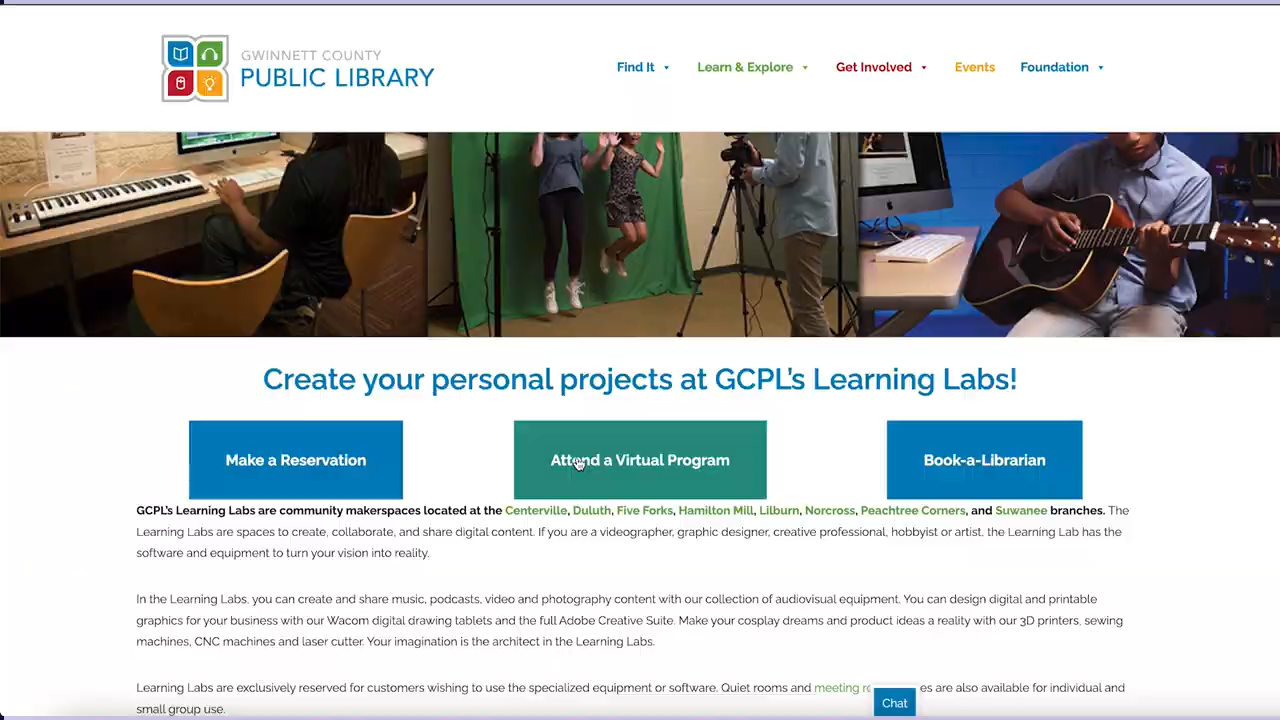 GWINNETT COUNTY
PUBLIC LIBRARY
Find It Learn & Explore Get Involved Events Foundation
Create your personal projects at GCPL's Learning Labs!
Make a Reservation Attend a Virtual Program Book-a-Librarian
GCPL's Learning Labs are community makerspaces located at the Centerville, Duluth, Five Forks, Hamilton Mill, Lilburn, Norcross, Peachtree Corners, and Suwanee branches. The
Learning Labs are spaces to create, collaborate, and share digital content. If you are a videographer, graphic designer, creative professional, hobbyist or artist, the Learning Lab has the
software and equipment to turn your vision into reality.
In the Learning Labs, you can create and share music, podcasts, video and photography content with our collection of audiovisual equipment. You can design digital and printable
graphics for your business with our Wacom digital drawing tablets and the full Adobe Creative Suite. Make your cosplay dreams and product ideas a reality with our 3D printers, sewing
machines, CNC machines and laser cutter. Your imagination is the architect in the Learning Labs.
Learning Labs are exclusively reserved for customers wishing to use the specialized equipment or software. Quiet rooms and meeting es are also available for individual and
small group use.
Chat